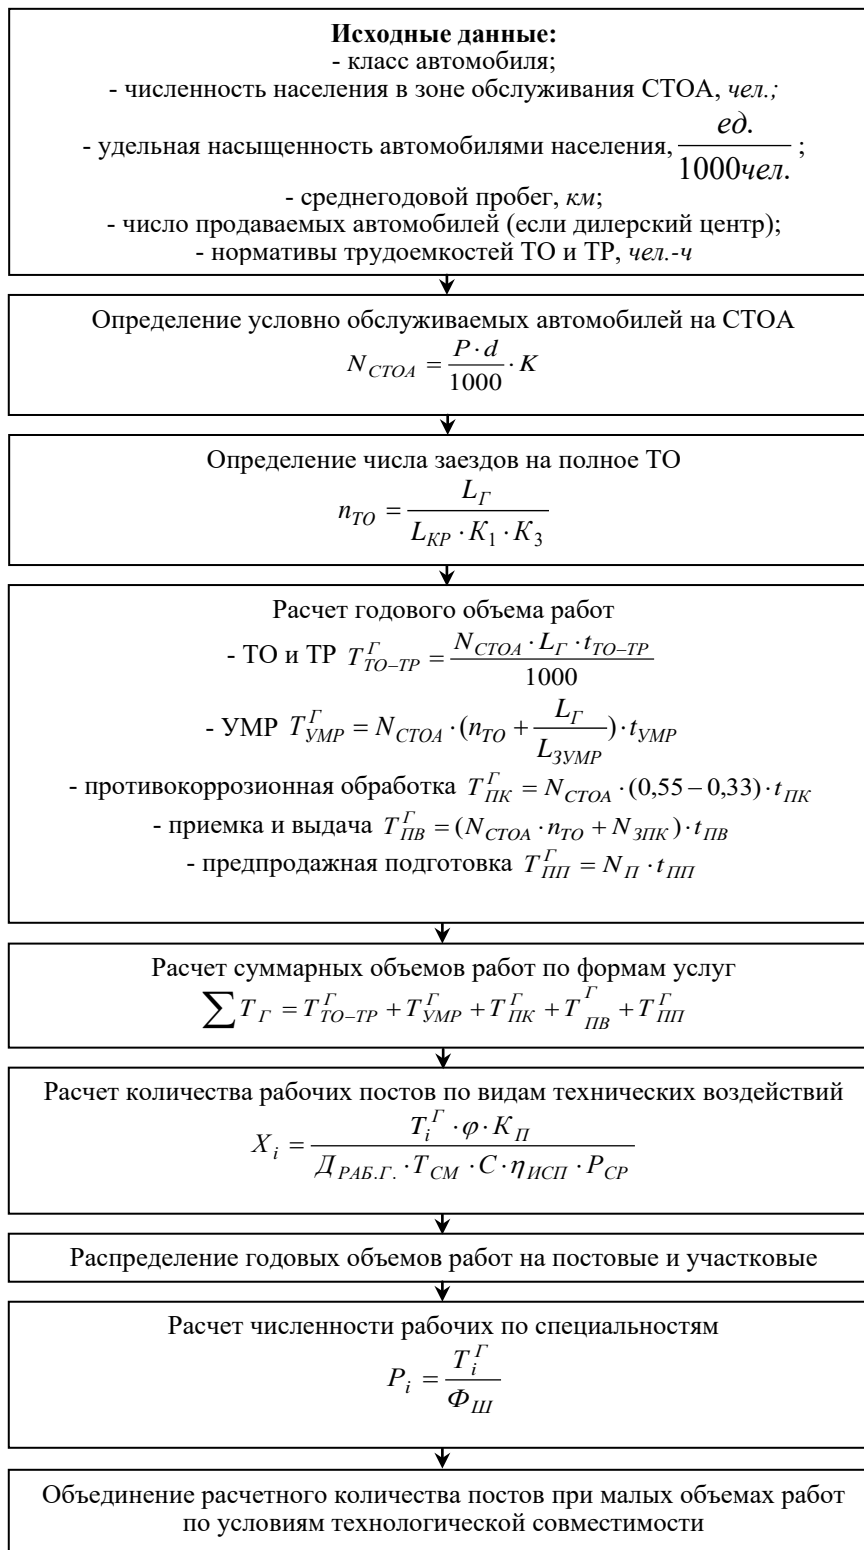 Исходные данные:
- класс автомобиля;
- численность населения в зоне обслуживания СТОА, чел.;
- удельная насыщенность автомобилями населения, ед./1000чел. ;
- среднегодовой пробег, км;
- число продаваемых автомобилей (если дилерский центр);
- нормативы трудоемкостей ТО и ТР, чел.-ч
Определение условно обслуживаемых автомобилей на СТОА
N_СТОА = (P · d)/1000 · K
Определение числа заездов на полное ТО
n_ТО = L_Г/(L_КР · К_1 · К_3)
Расчет годового объема работ
- ТО и ТР T^Г_ТО–ТР = (N_СТОА · L_Г · t_ТО–ТР)/1000
- УМР T^Г_УМР = N_СТОА · (n_ТО + L_Г/L_ЗУМР) · t_УМР
- противокоррозионная обработка T^Г_ПК = N_СТОА · (0,55 – 0,33) · t_ПК
- приемка и выдача T^Г_ПВ = (N_СТОА · n_ТО + N_ЗПК) · t_ПВ
- предпродажная подготовка T^Г_ПП = N_П · t_ПП
Расчет суммарных объемов работ по формам услуг
∑ T_Г = T^Г_ТО–ТР + T^Г_УМР + T^Г_ПК + T^Г_ПВ + T^Г_ПП
Расчет количества рабочих постов по видам технических воздействий
X_i = (T_i^Г · φ · К_П)/(Д_РАБ.Г. · T_СМ · C · η_ИСП · P_СР)
Распределение годовых объемов работ на постовые и участковые
Расчет численности рабочих по специальностям
P_i = T_i^Г/Ф_Ш
Объединение расчетного количества постов при малых объемах работ
по условиям технологической совместимости